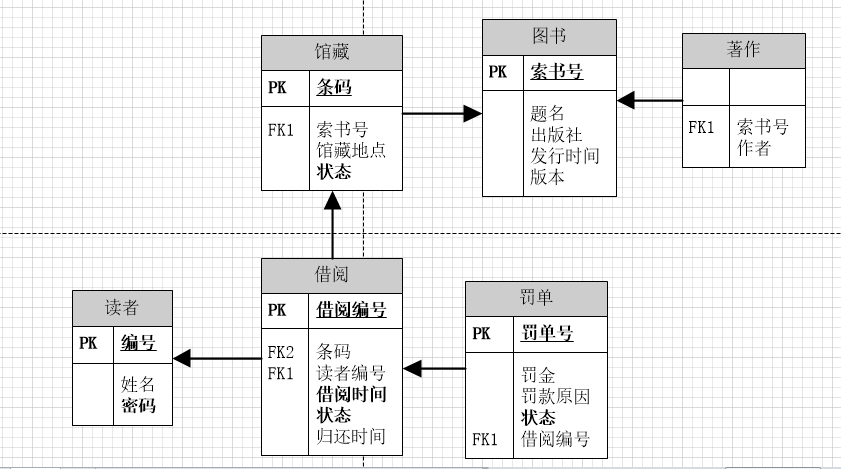 馆藏
PK 条码
FK1 索书号
馆藏地点
状态
图书
PK 索书号
题名
出版社
发行时间
版本
著作
FK1 索书号
作者
读者
PK 编号
姓名
密码
借阅
PK 借阅编号
FK2 条码
FK1 读者编号
借阅时间
状态
归还时间
罚单
PK 罚单号
罚金
罚款原因
状态
FK1 借阅编号